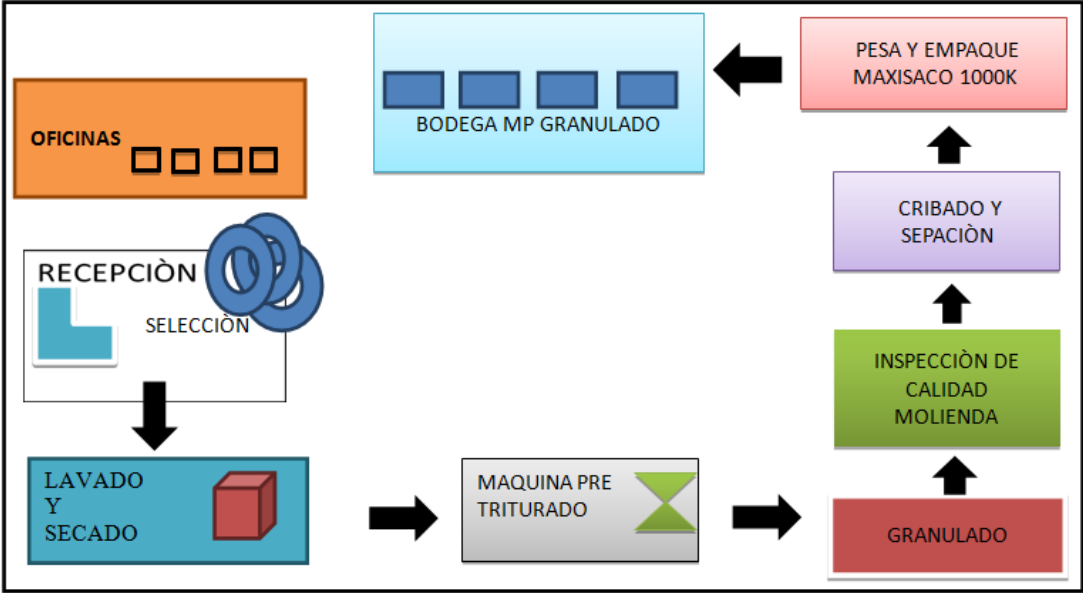 OFICINAS
RECEPCIÒN
SELECCIÒN
LAVADO
Y
SECADO
MAQUINA PRE
TRITURADO
GRANULADO
INSPECCIÒN DE
CALIDAD
MOLIENDA
CRIBADO Y
SEPACIÒN
PESA Y EMPAQUE
MAXISACO 1000K
BODEGA MP GRANULADO